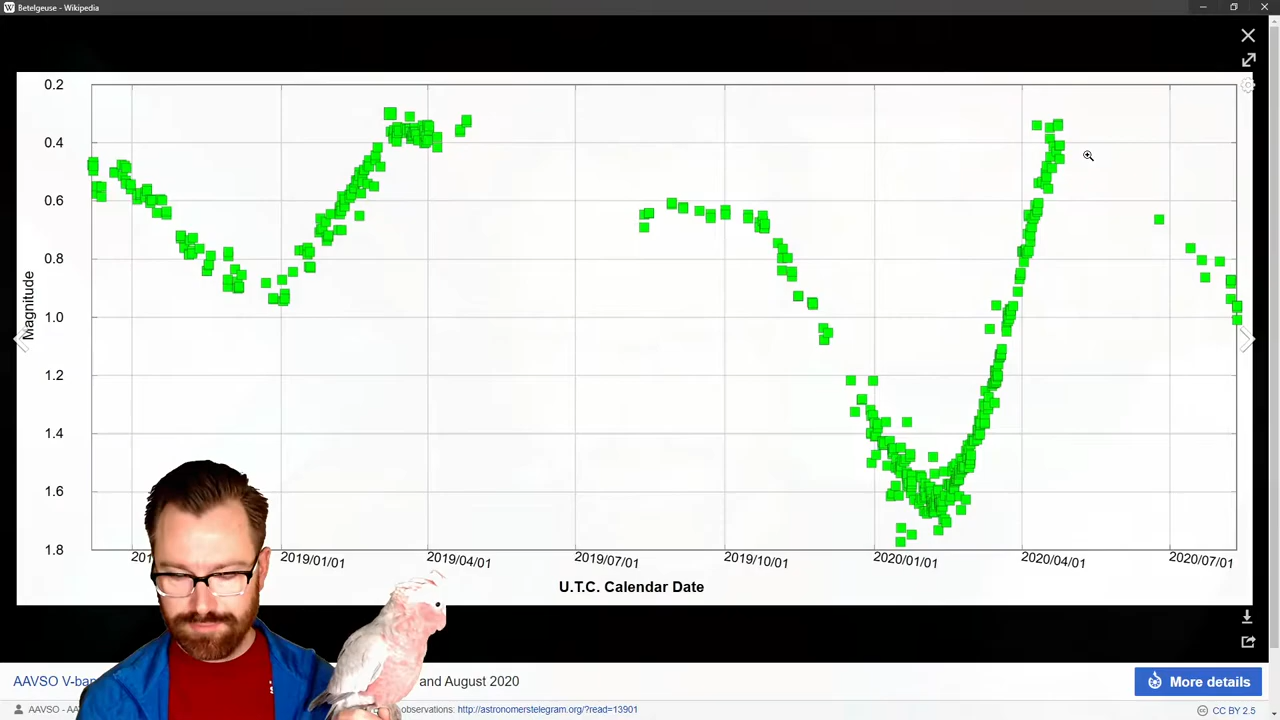 Betelgeuse - Wikipedia
0.2
0.4
0.6
0.8
1.0
1.2
1.4
1.6
1.8
Magnitude
201
2019/01/01
2019/04/01
2019/07/01
2019/10/01
2020/01/01
2020/04/01
2020/07/01
U.T.C. Calendar Date
AAVSO V-ban and August 2020
More details
AAVSO - AA observations: http://astronomerstelegram.org/?read=13901
CC BY 2.5